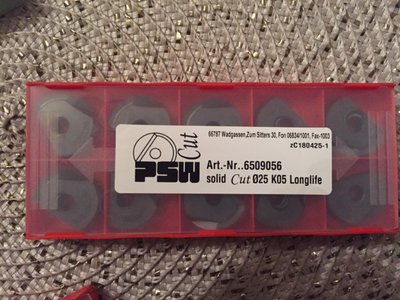 PSW Cut
66787 Wadgassen,Zum Sitters 30, Fon 06834/1001, Fax-1003
zC180425-1
Art.-Nr..6509056
solid Cut Ø25 K05 Longlife